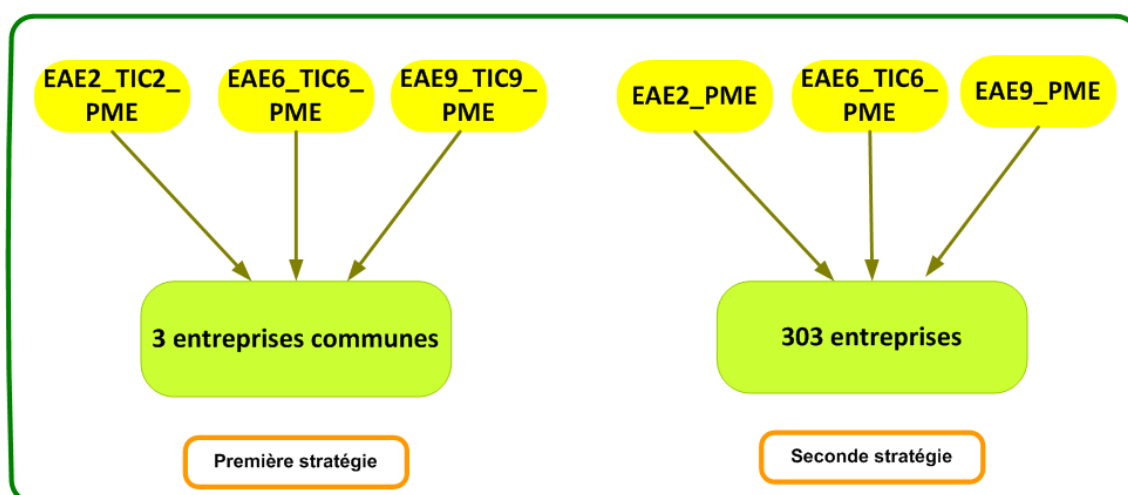 EAE2_TIC2_
PME
EAE6_TIC6_
PME
EAE9_TIC9_
PME
3 entreprises communes
Première stratégie
EAE2_PME
EAE6_TIC6_
PME
EAE9_PME
303 entreprises
Seconde stratégie